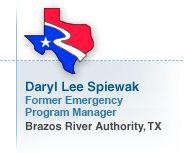 Daryl Lee Spiewak
Former Emergency
Program Manager
Brazos River Authority, TX